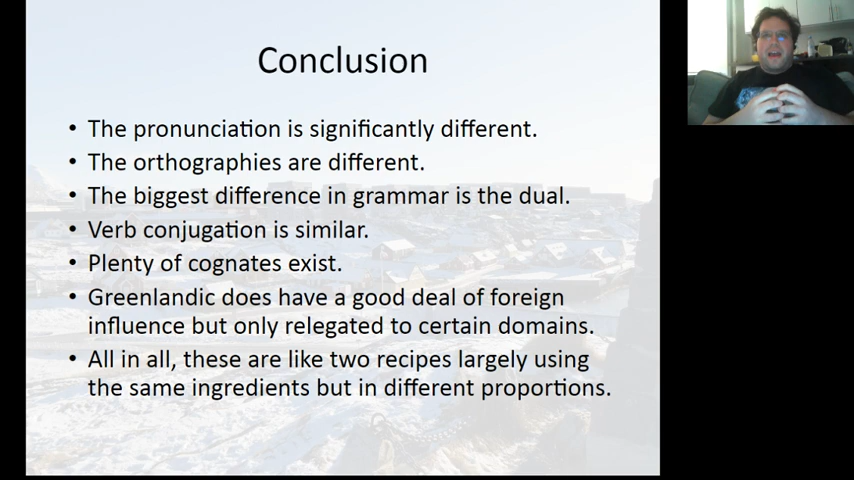 Conclusion
• The pronunciation is significantly different.
• The orthographies are different.
• The biggest difference in grammar is the dual.
• Verb conjugation is similar.
• Plenty of cognates exist.
• Greenlandic does have a good deal of foreign
influence but only relegated to certain domains.
• All in all, these are like two recipes largely using
the same ingredients but in different proportions.